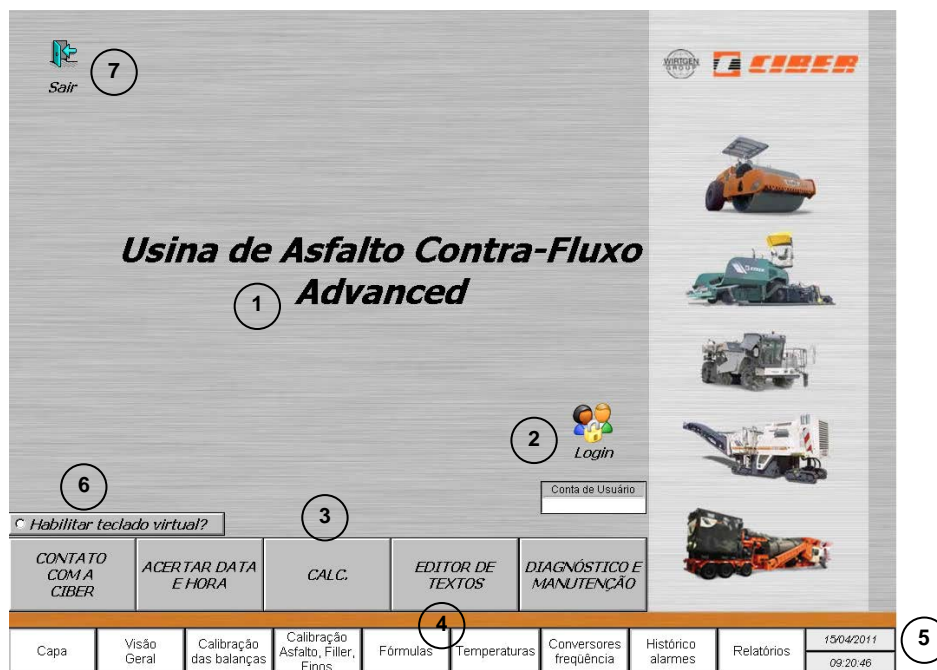 7
Sair
WIRTGEN
GROUP
CIBER
Usina de Asfalto Contra-Fluxo
Advanced
1
2
Login
Conta de Usuário
6
3
Habilitar teclado virtual?
CONTATO
COM A
CIBER
ACERTAR DATA
E HORA
CALC.
EDITOR DE
TEXTOS
DIAGNÓSTICO E
MANUTENÇÃO
4
5
Capa
Visão
Geral
Calibração
das balanças
Calibração
Asfalto, Filler,
Finos
Fórmulas
Temperaturas
Conversores
freqüência
Histórico
alarmes
Relatórios
15/04/2011
09:20:46